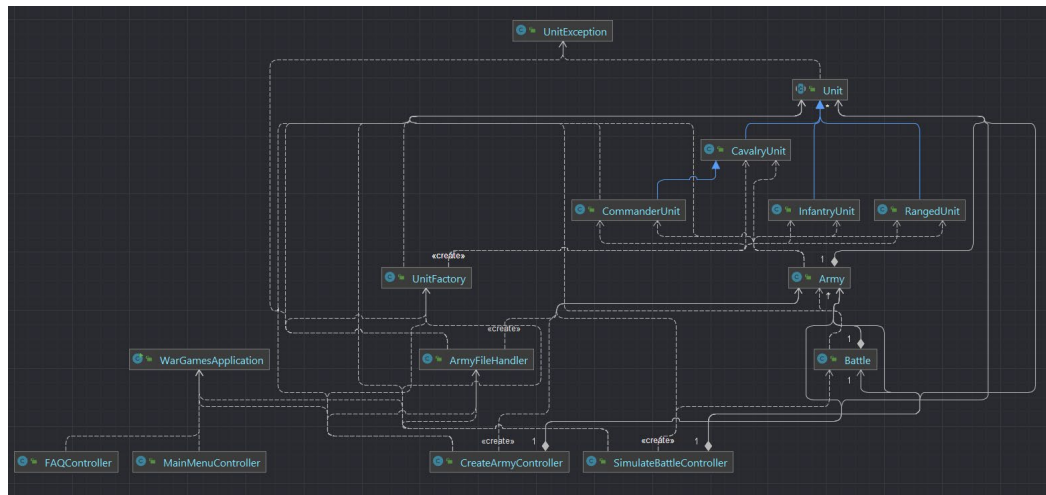 UnitException
Unit
*
CavalryUnit
CommanderUnit
InfantryUnit
RangedUnit
«create»
1
UnitFactory
Army
1
«create»
1
WarGamesApplication
ArmyFileHandler
Battle
1
«create»
1
«create»
1
FAQController
MainMenuController
CreateArmyController
SimulateBattleController